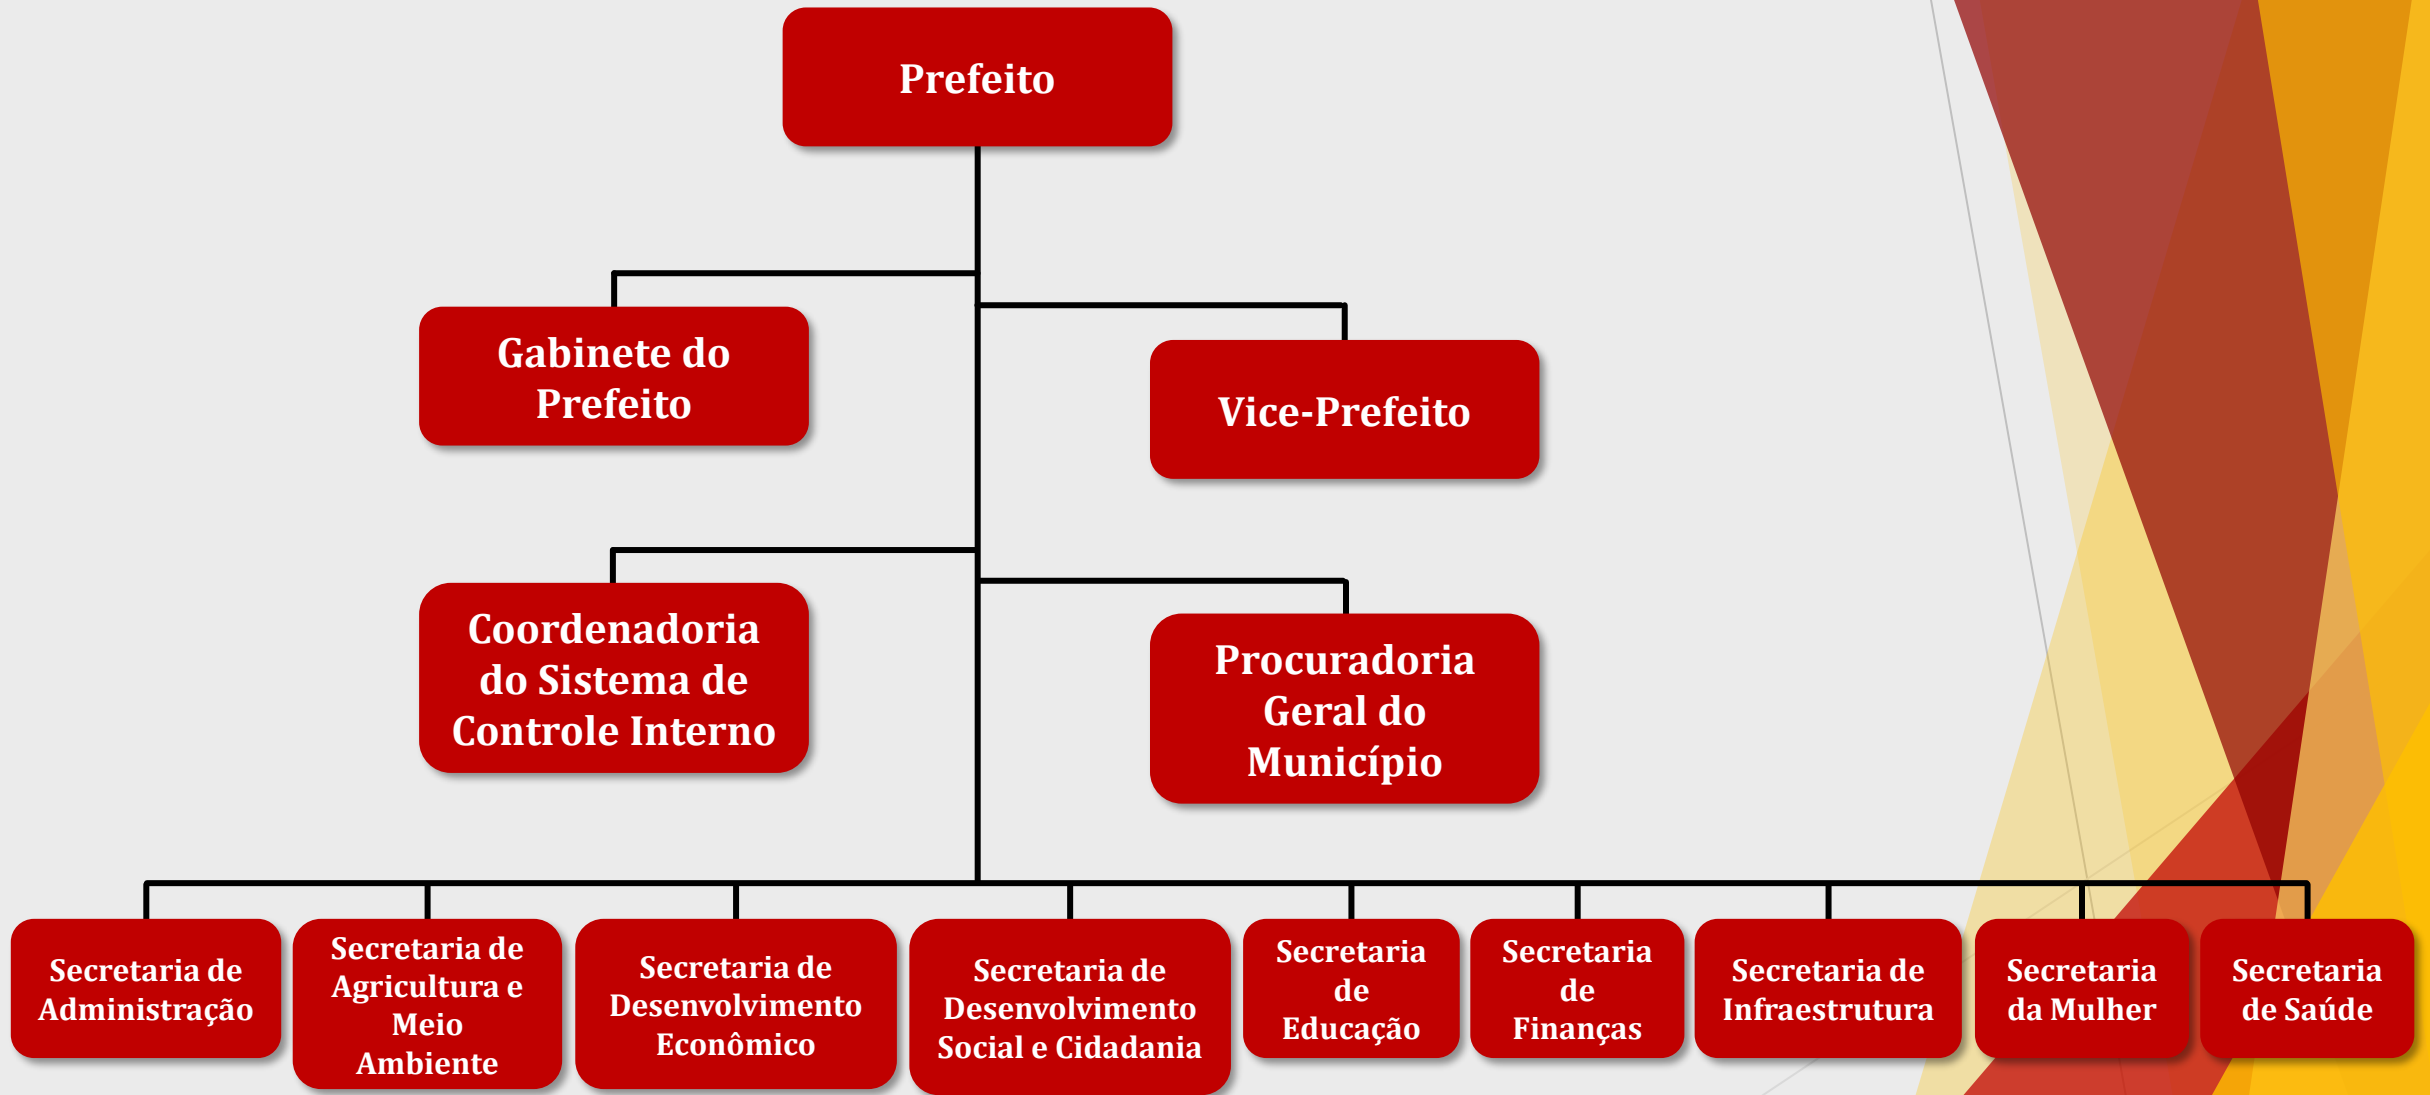 Prefeito
Gabinete do
Prefeito
Vice-Prefeito
Coordenadoria
do Sistema de
Controle Interno
Procuradoria
Geral do
Município
Secretaria de
Administração
Secretaria de
Agricultura e
Meio
Ambiente
Secretaria de
Desenvolvimento
Econômico
Secretaria de
Desenvolvimento
Social e Cidadania
Secretaria
de
Educação
Secretaria
de
Finanças
Secretaria de
Infraestrutura
Secretaria
da Mulher
Secretaria
de Saúde